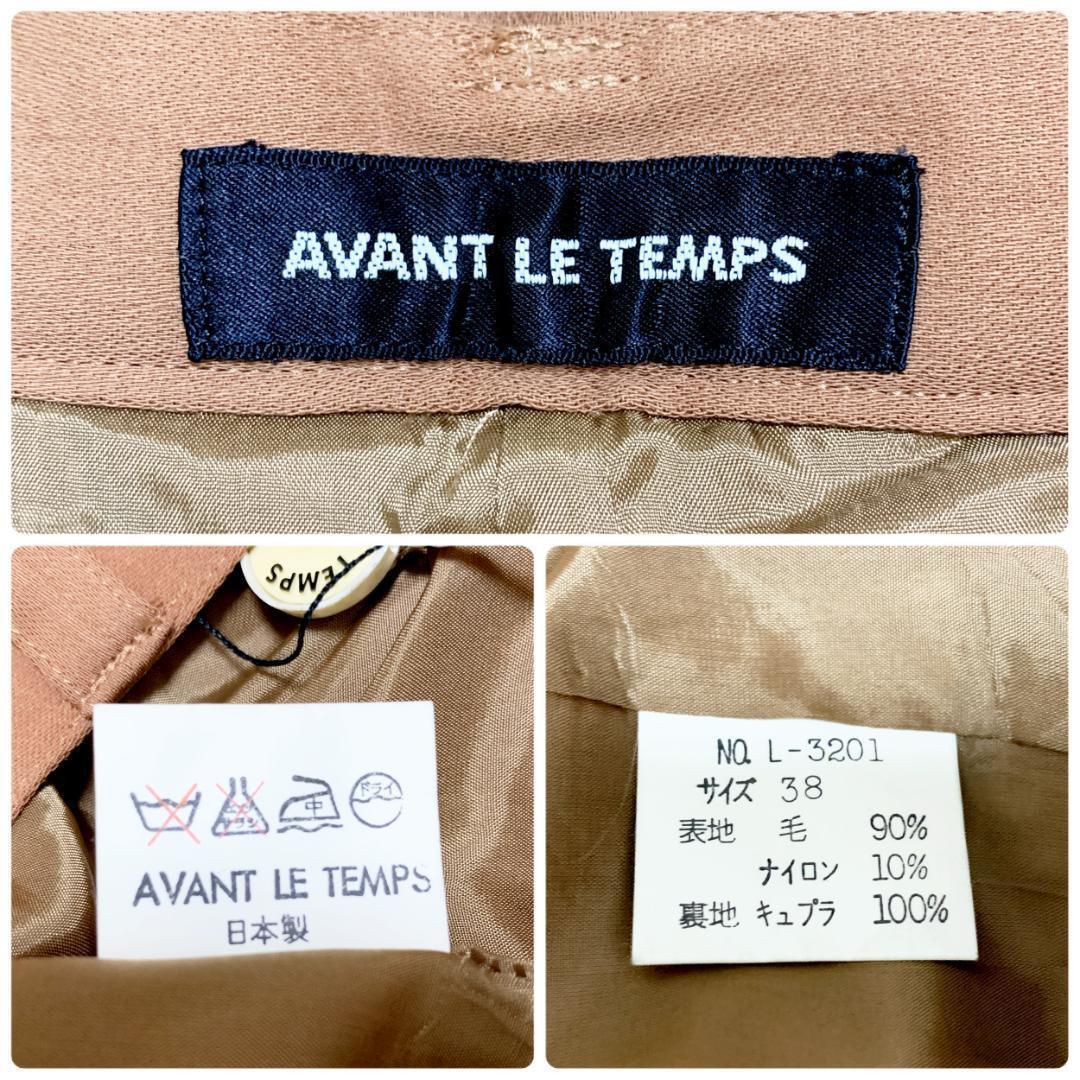 AVANT LE TEMPS
TEMPS
中
ドライ
AVANT LE TEMPS
日本製
NO. L-3201
サイズ 38
表地 毛 90%
ナイロン 10%
裏地 キュプラ 100%